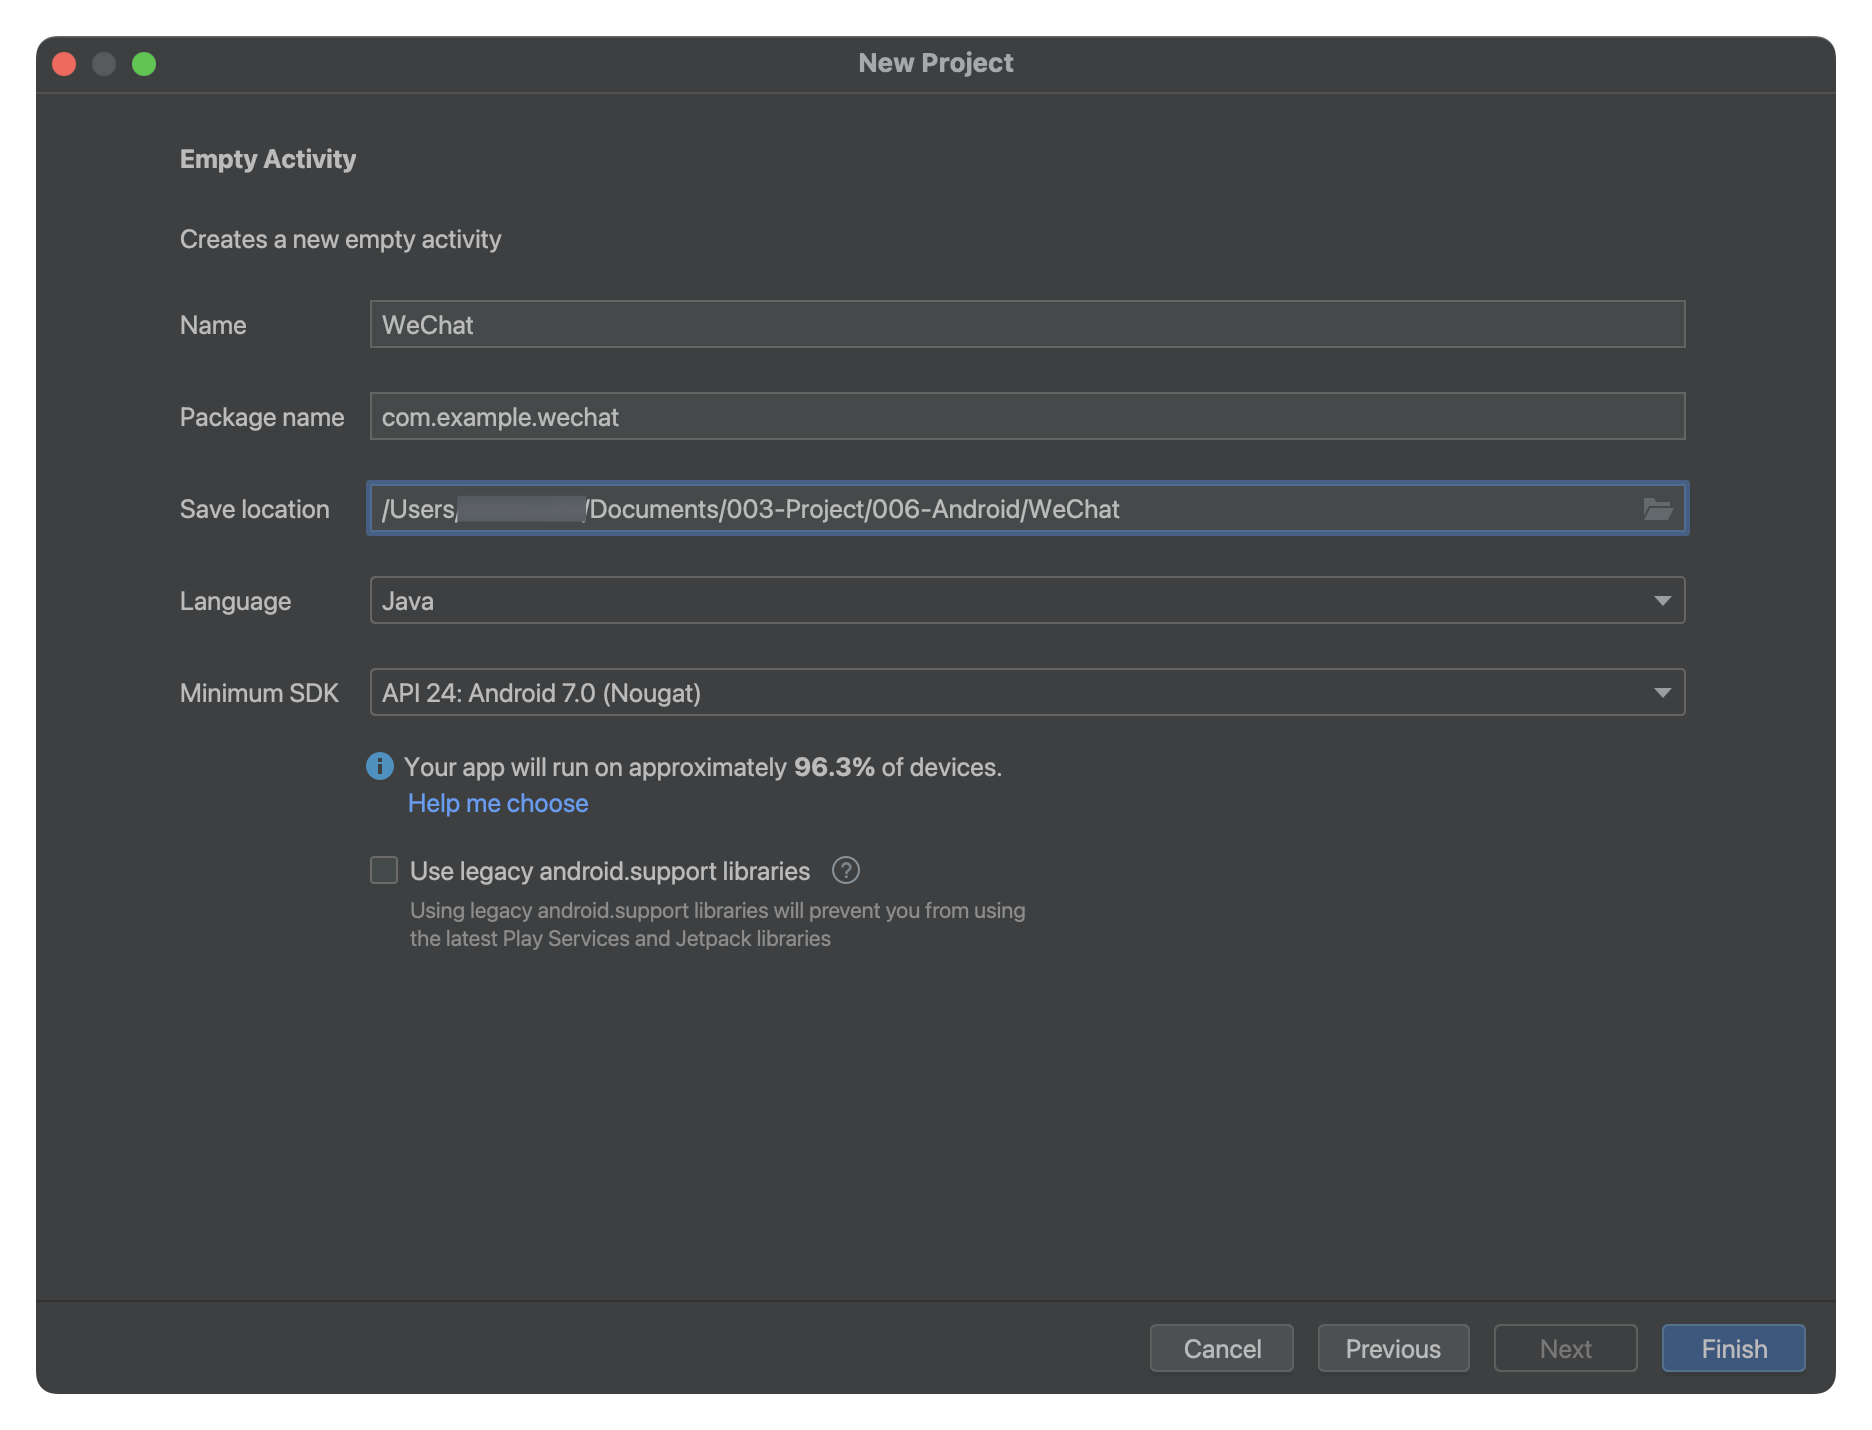 New Project
Empty Activity
Creates a new empty activity
Name WeChat
Package name com.example.wechat
Save location /Users/ /Documents/003-Project/006-Android/WeChat
Language Java
Minimum SDK API 24: Android 7.0 (Nougat)
Your app will run on approximately 96.3% of devices.
Help me choose
Use legacy android.support libraries ?
Using legacy android.support libraries will prevent you from using
the latest Play Services and Jetpack libraries
Cancel Previous Next Finish